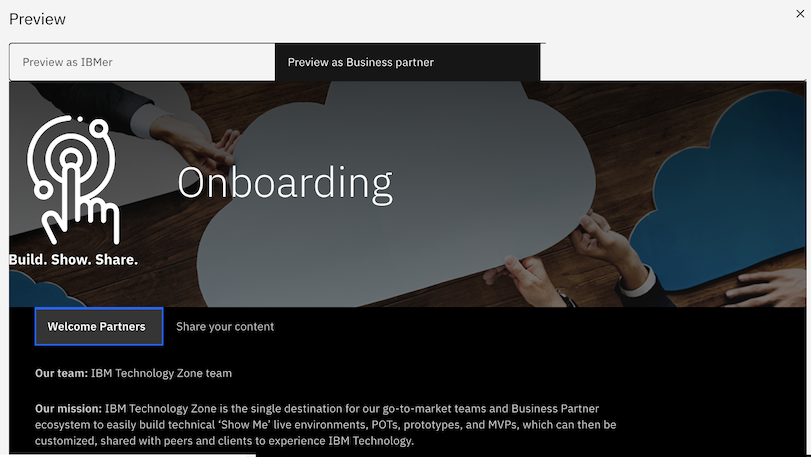 Preview
Preview as IBMer
Preview as Business partner
Onboarding
Build. Show. Share.
Welcome Partners
Share your content
Our team: IBM Technology Zone team
Our mission: IBM Technology Zone is the single destination for our go-to-market teams and Business Partner
ecosystem to easily build technical ‘Show Me’ live environments, POTs, prototypes, and MVPs, which can then be
customized, shared with peers and clients to experience IBM Technology.